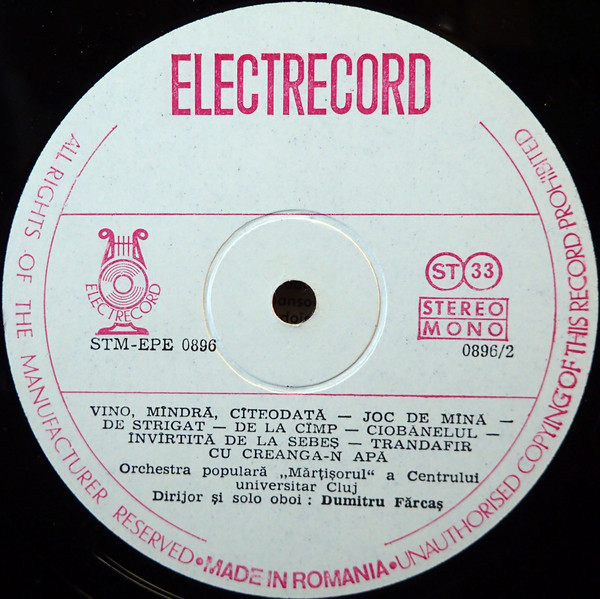 ELECTRECORD
ELECTRECORD
STM-EPE 0896
ST 33
STEREO
MONO
0896/2
VINO, MÎNDRĂ, CÎTEODATĂ — JOC DE MÎNĂ —
DE STRIGAT — DE LA CÎMP — CIOBĂNELUL —
ÎNVÎRTITĂ DE LA SEBEȘ — TRANDAFIR
CU CREANGA-N APĂ
Orchestra populară „Mărțișorul" a Centrului
universitar Cluj
Dirijor și solo oboi : Dumitru Fărcaș
ALL RIGHTS OF THE MANUFACTURER RESERVED • MADE IN ROMANIA • UNAUTHORISED COPYING OF THIS RECORD PROHIBITED